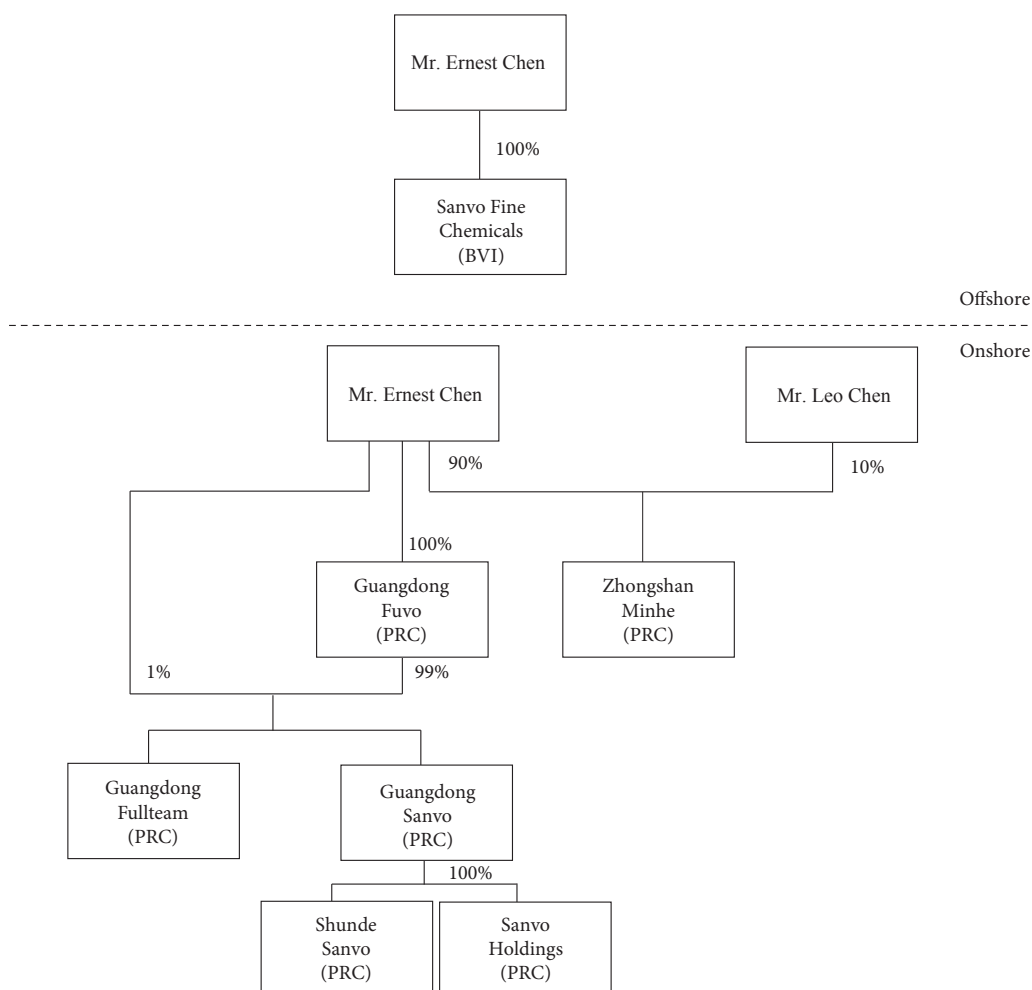 Mr. Ernest Chen
100%
Sanvo Fine
Chemicals
(BVI)
Offshore
Onshore
Mr. Ernest Chen
Mr. Leo Chen
90%
10%
100%
Guangdong
Fuvo
(PRC)
Zhongshan
Minhe
(PRC)
1%
99%
Guangdong
Fullteam
(PRC)
Guangdong
Sanvo
(PRC)
100%
Shunde
Sanvo
(PRC)
Sanvo
Holdings
(PRC)